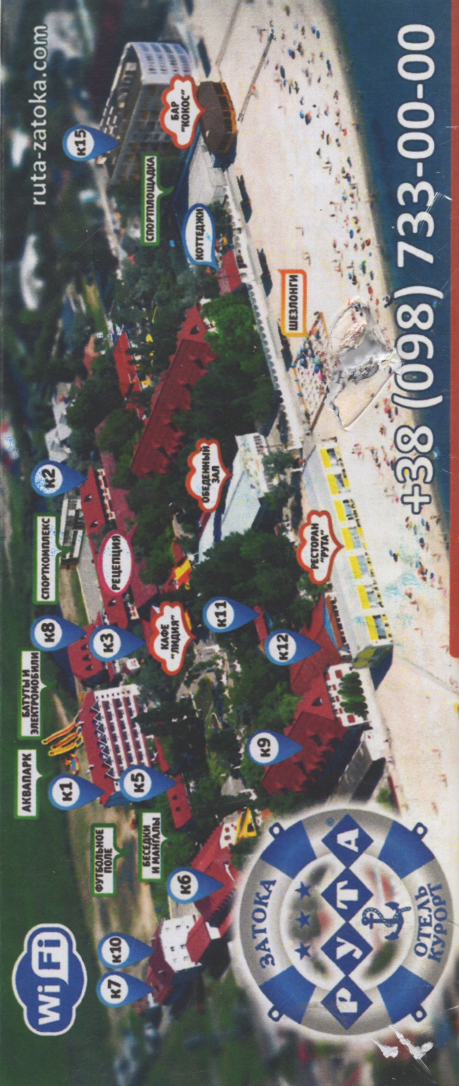 WiFi
ruta-zatoka.com
К7
К10
ФУТБОЛЬНОЕ
ПОЛЕ
БЕСЕДКИ
И МАНГАЛЫ
К6
АКВАПАРК
К1
К5
БАТУТЫ И
ЭЛЕКТРОМОБИЛИ
К8
К3
КАФЕ
"ЛИДИЯ"
СПОРТКОМПЛЕКС
К2
РЕЦЕПЦИЯ
К9
К11
К12
ОБЕДЕННЫЙ
ЗАЛ
РЕСТОРАН
"РУТА"
ШЕЗЛОНГИ
СПОРТПЛОЩАДКА
КОТТЕДЖИ
К15
БАР
"КОКОС"
ЗАТОКА
РУТА
ОТЕЛЬ
КУРОРТ
+38 (098) 733-00-00